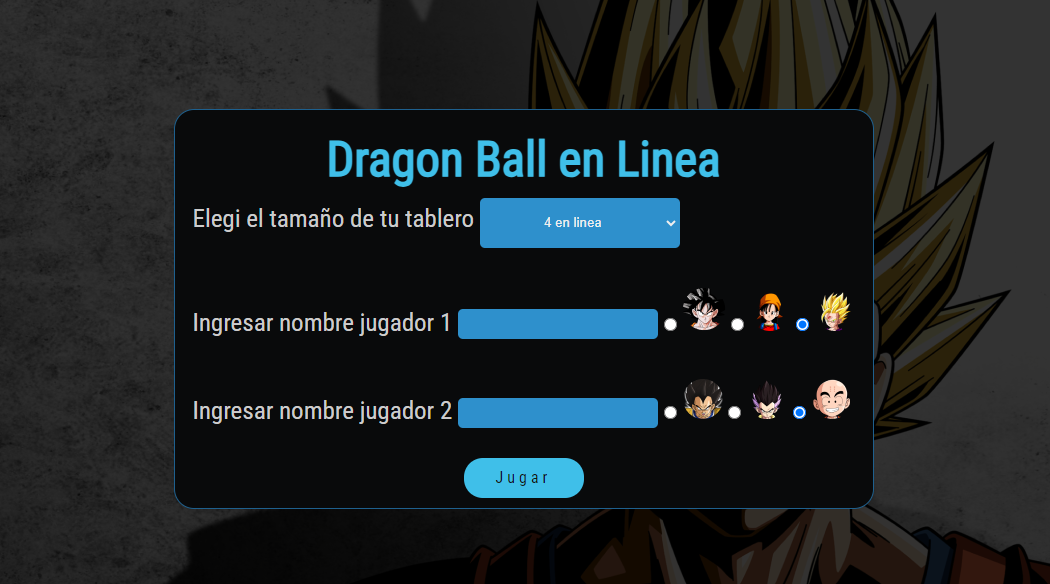 Dragon Ball en Linea
Elegi el tamaño de tu tablero 4 en linea
Ingresar nombre jugador 1
Ingresar nombre jugador 2
Jugar